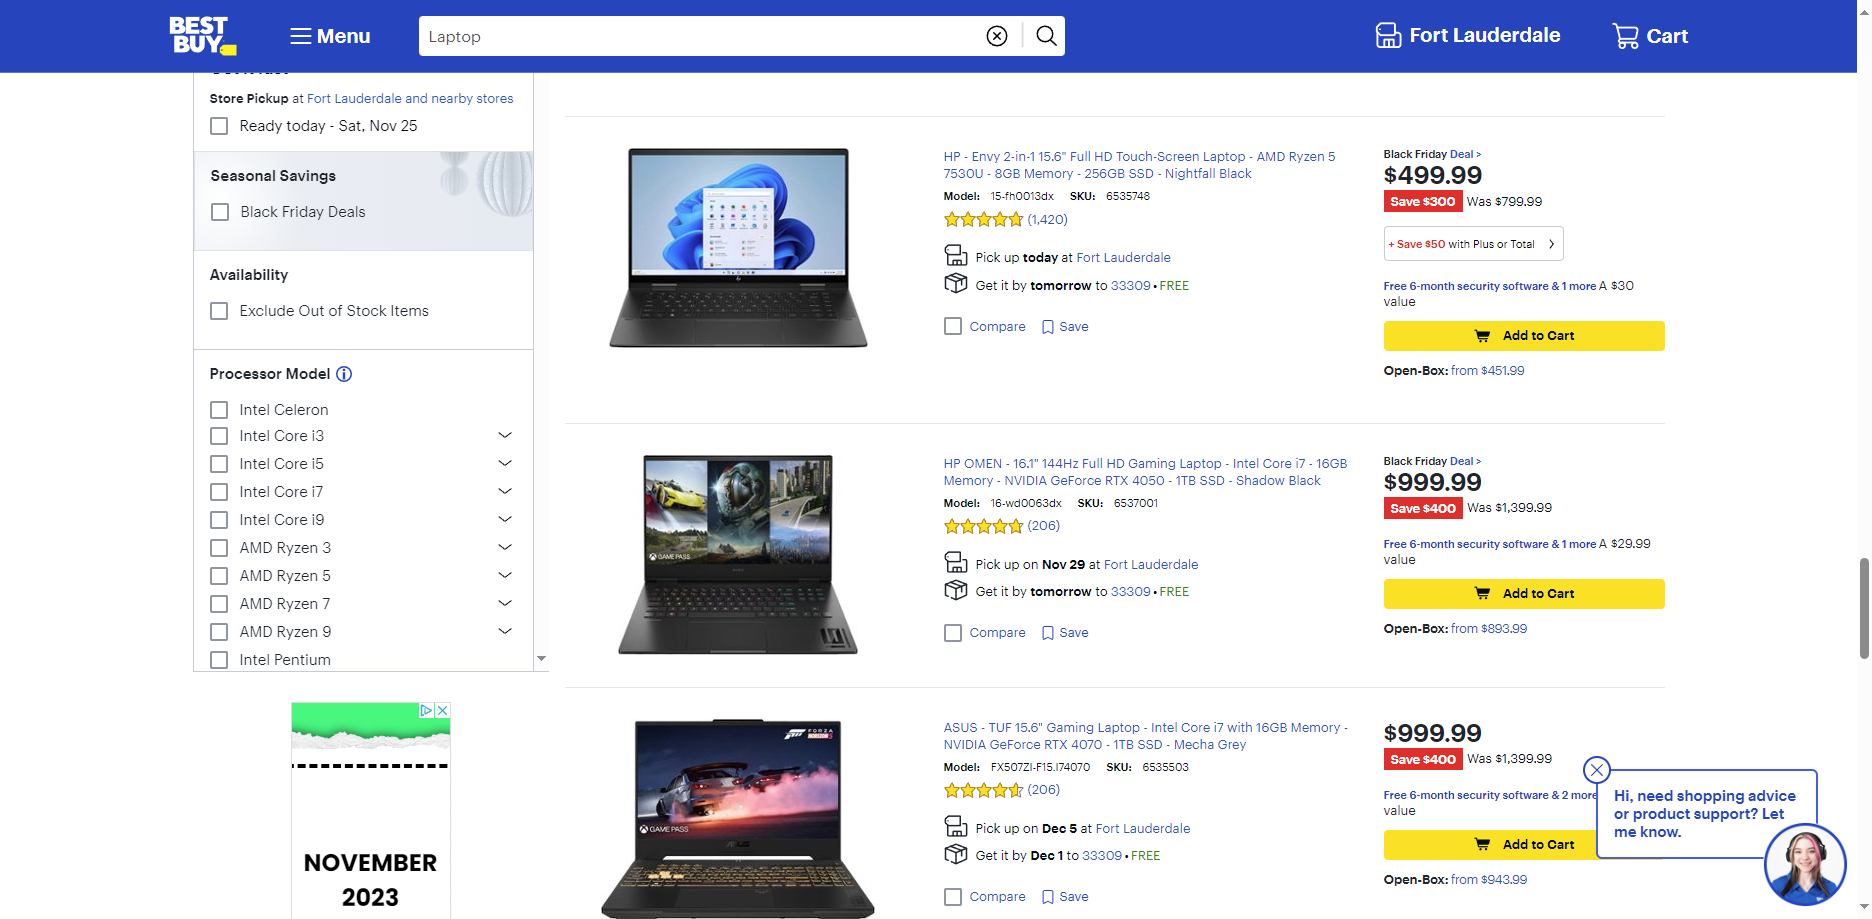 BEST
BUY
Menu
Laptop
Fort Lauderdale
Cart
Store Pickup at Fort Lauderdale and nearby stores
Ready today - Sat, Nov 25
Seasonal Savings
Black Friday Deals
Availability
Exclude Out of Stock Items
Processor Model
Intel Celeron
Intel Core i3
Intel Core i5
Intel Core i7
Intel Core i9
AMD Ryzen 3
AMD Ryzen 5
AMD Ryzen 7
AMD Ryzen 9
Intel Pentium
NOVEMBER
2023
HP - Envy 2-in-1 15.6" Full HD Touch-Screen Laptop - AMD Ryzen 5
7530U - 8GB Memory - 256GB SSD - Nightfall Black
Model: 15-fh0013dx SKU: 6535748
(1,420)
Pick up today at Fort Lauderdale
Get it by tomorrow to 33309 • FREE
Compare Save
Black Friday Deal >
$499.99
Save $300 Was $799.99
+ Save $50 with Plus or Total
Free 6-month security software & 1 more A $30
value
Add to Cart
Open-Box: from $451.99
GAME PASS
HP OMEN - 16.1" 144Hz Full HD Gaming Laptop - Intel Core i7 - 16GB
Memory - NVIDIA GeForce RTX 4050 - 1TB SSD - Shadow Black
Model: 16-wd0063dx SKU: 6537001
(206)
Pick up on Nov 29 at Fort Lauderdale
Get it by tomorrow to 33309 • FREE
Compare Save
Black Friday Deal >
$999.99
Save $400 Was $1,399.99
Free 6-month security software & 1 more A $29.99
value
Add to Cart
Open-Box: from $893.99
FORZA
HORIZON 5
GAME PASS
ASUS - TUF 15.6" Gaming Laptop - Intel Core i7 with 16GB Memory -
NVIDIA GeForce RTX 4070 - 1TB SSD - Mecha Grey
Model: FX507ZI-F15.I74070 SKU: 6535503
(206)
Pick up on Dec 5 at Fort Lauderdale
Get it by Dec 1 to 33309 • FREE
Compare Save
$999.99
Save $400 Was $1,399.99
Free 6-month security software & 2 more
value
Add to Cart
Open-Box: from $943.99
Hi, need shopping advice
or product support? Let
me know.